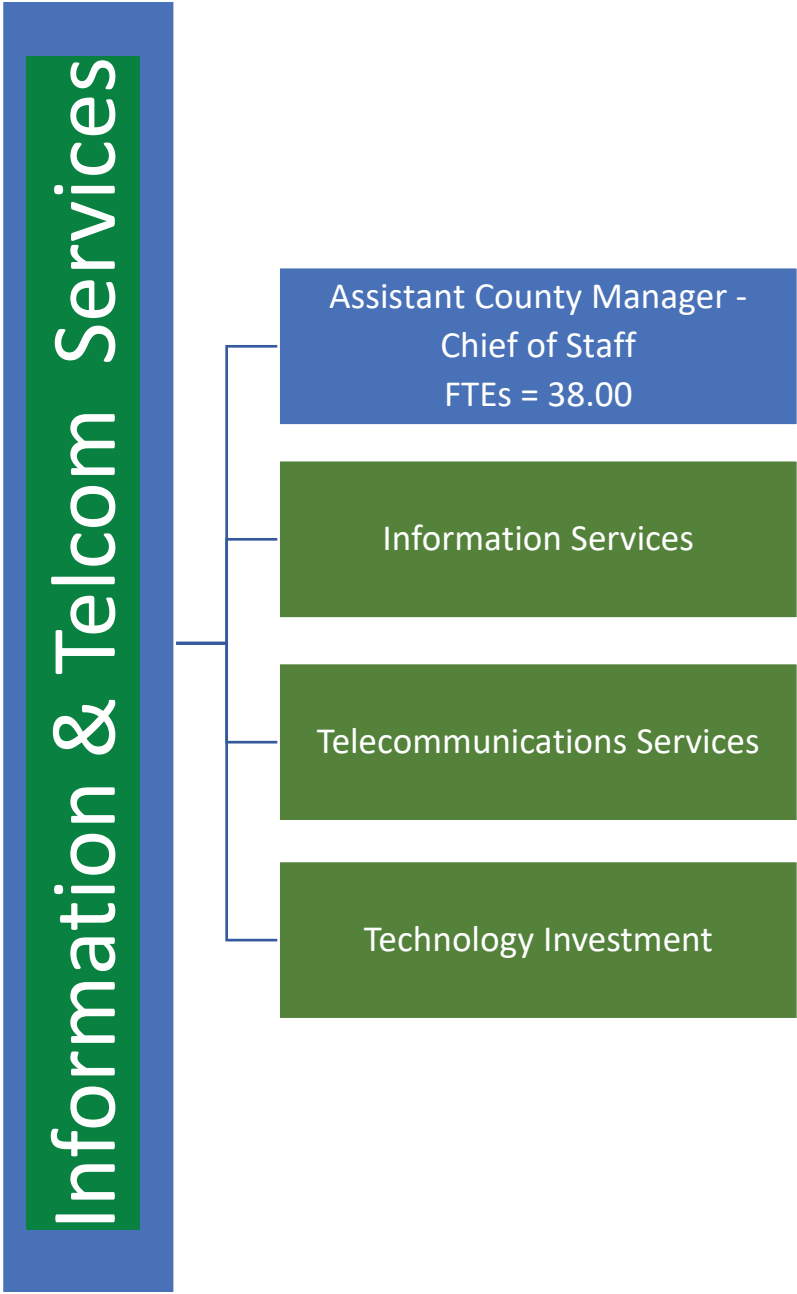 Information & Telcom Services
Assistant County Manager -
Chief of Staff
FTEs = 38.00
Information Services
Telecommunications Services
Technology Investment